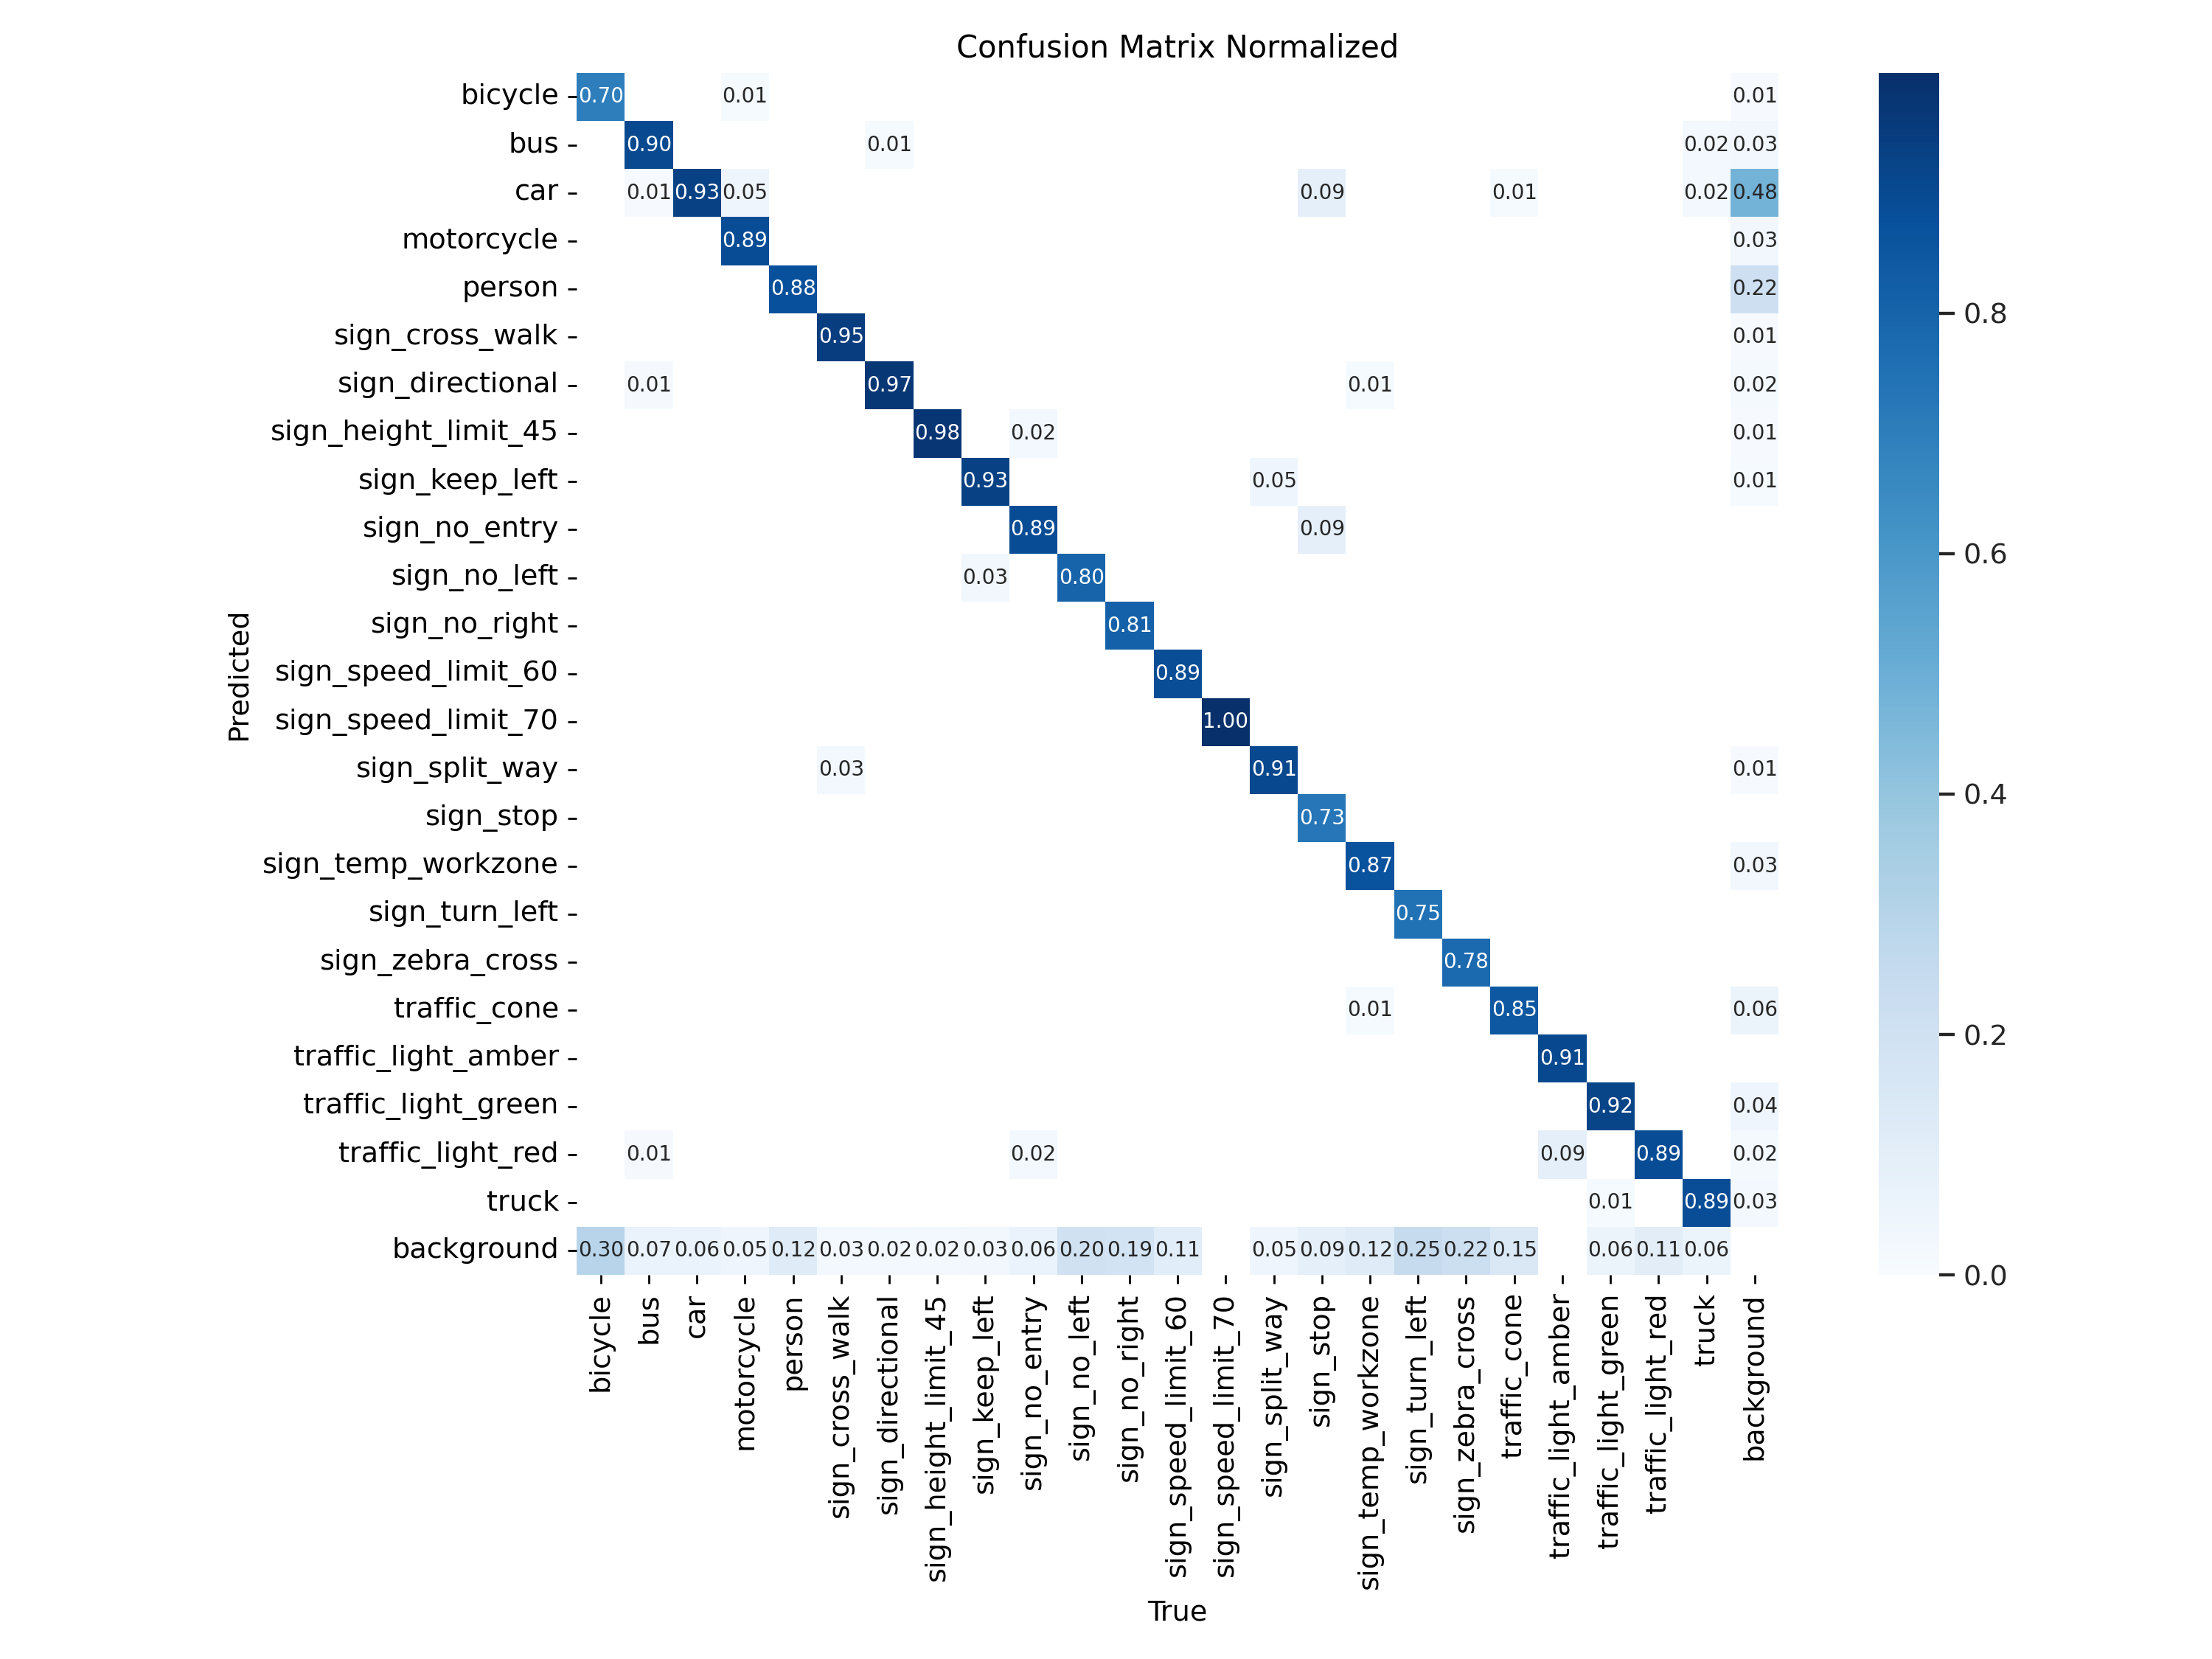 Confusion Matrix Normalized
bicycle 0.70 0.01 0.01
bus 0.90 0.01 0.02 0.03
car 0.01 0.93 0.05 0.09 0.01 0.02 0.48
motorcycle 0.89 0.03
person 0.88 0.22
sign_cross_walk 0.95 0.01
sign_directional 0.01 0.97 0.01 0.02
sign_height_limit_45 0.98 0.02 0.01
sign_keep_left 0.93 0.05 0.01
sign_no_entry 0.89 0.09
sign_no_left 0.03 0.80
sign_no_right 0.81
sign_speed_limit_60 0.89
sign_speed_limit_70 1.00
sign_split_way 0.03 0.91 0.01
sign_stop 0.73
sign_temp_workzone 0.87 0.03
sign_turn_left 0.75
sign_zebra_cross 0.78
traffic_cone 0.01 0.85 0.06
traffic_light_amber 0.91
traffic_light_green 0.92 0.04
traffic_light_red 0.01 0.02 0.09 0.89 0.02
truck 0.01 0.89 0.03
background 0.30 0.07 0.06 0.05 0.12 0.03 0.02 0.02 0.03 0.06 0.20 0.19 0.11 0.05 0.09 0.12 0.25 0.22 0.15 0.06 0.11 0.06
Predicted
bicycle
bus
car
motorcycle
person
sign_cross_walk
sign_directional
sign_height_limit_45
sign_keep_left
sign_no_entry
sign_no_left
sign_no_right
sign_speed_limit_60
sign_speed_limit_70
sign_split_way
sign_stop
sign_temp_workzone
sign_turn_left
sign_zebra_cross
traffic_cone
traffic_light_amber
traffic_light_green
traffic_light_red
truck
background
True
0.8
0.6
0.4
0.2
0.0